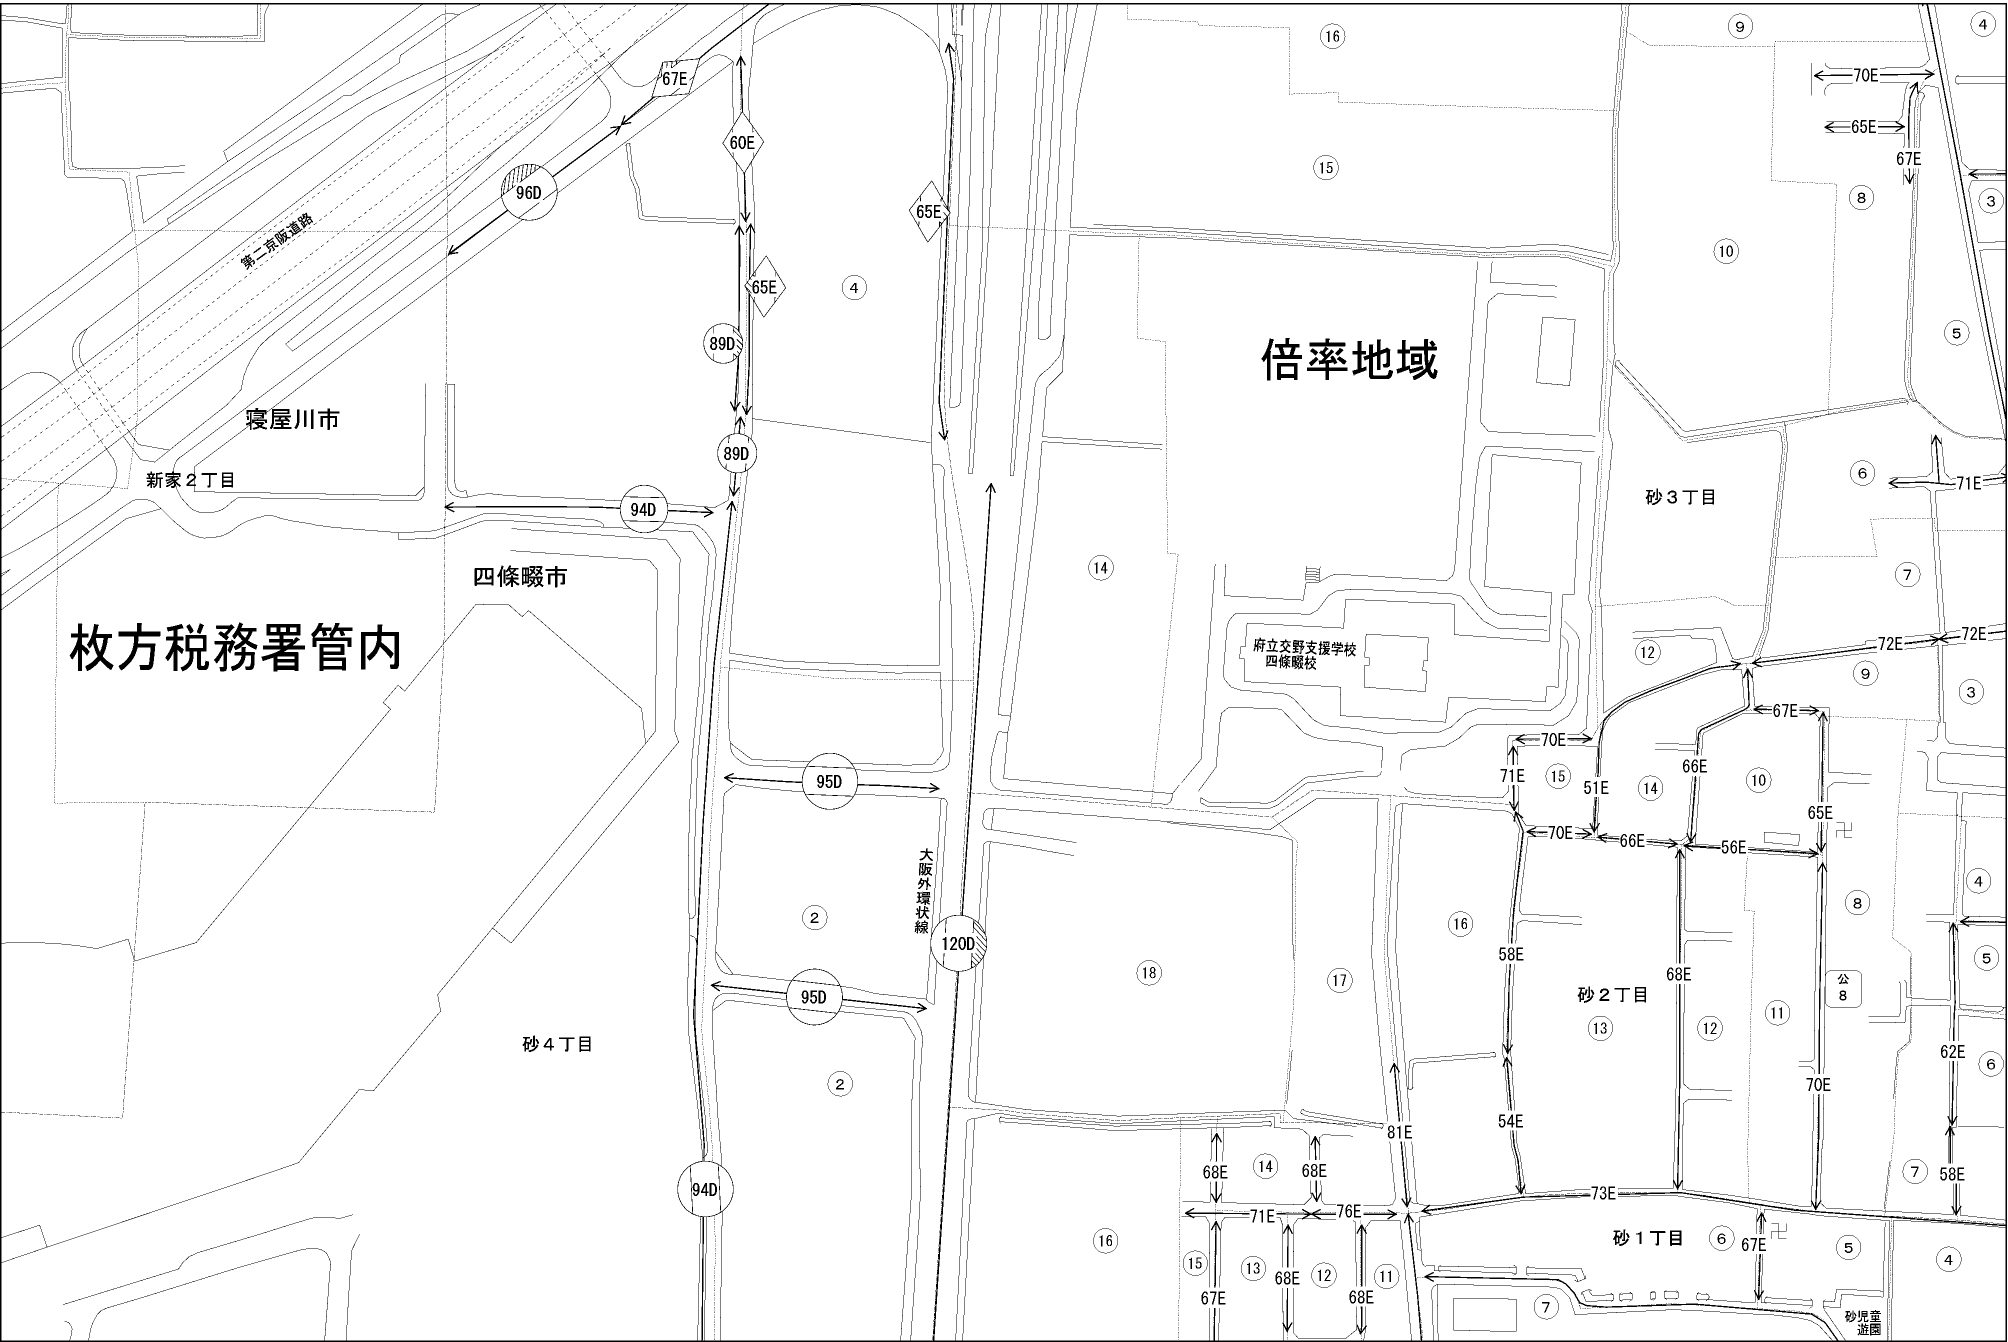 16
9
4
67E
70E
60E
65E
67E
15
96D
8
3
65E
第二京阪道路
10
65E
4
89D
5
倍率地域
寝屋川市
89D
新家２丁目
6
71E
94D
砂３丁目
14
7
四條畷市
枚方税務署管内
府立交野支援学校
四條畷校
12
72E
72E
9
3
67E
70E
71E
15
66E
10
95D
51E
14
65E
70E
66E
56E
大阪外環状線
4
2
16
8
120D
58E
68E
5
18
17
公
8
95D
砂２丁目
13
12
11
砂４丁目
62E
6
2
70E
81E
54E
14
68E
68E
7
58E
94D
73E
71E
76E
16
砂１丁目
6
67E
5
4
15
13
68E
12
11
67E
68E
7
砂児童
遊園